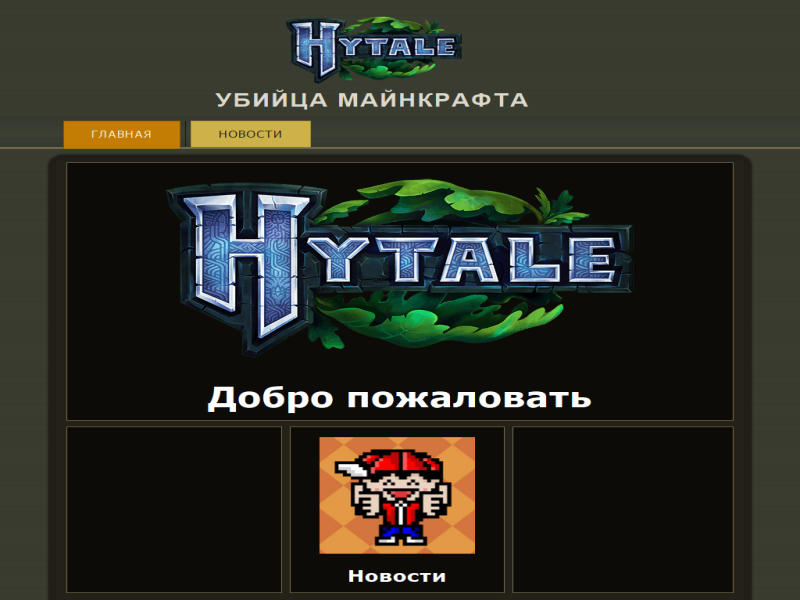 HYTALE
УБИЙЦА МАЙНКРАФТА
ГЛАВНАЯ
НОВОСТИ
HYTALE
Добро пожаловать
Новости